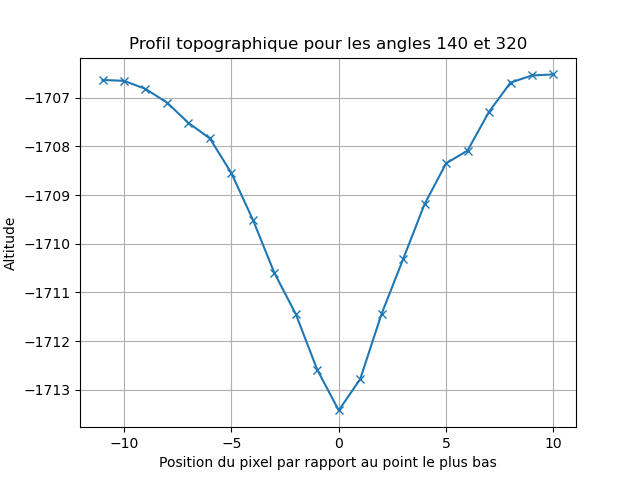 Profil topographique pour les angles 140 et 320
−1707
−1708
−1709
−1710
−1711
−1712
−1713
Altitude
−10 −5 0 5 10
Position du pixel par rapport au point le plus bas